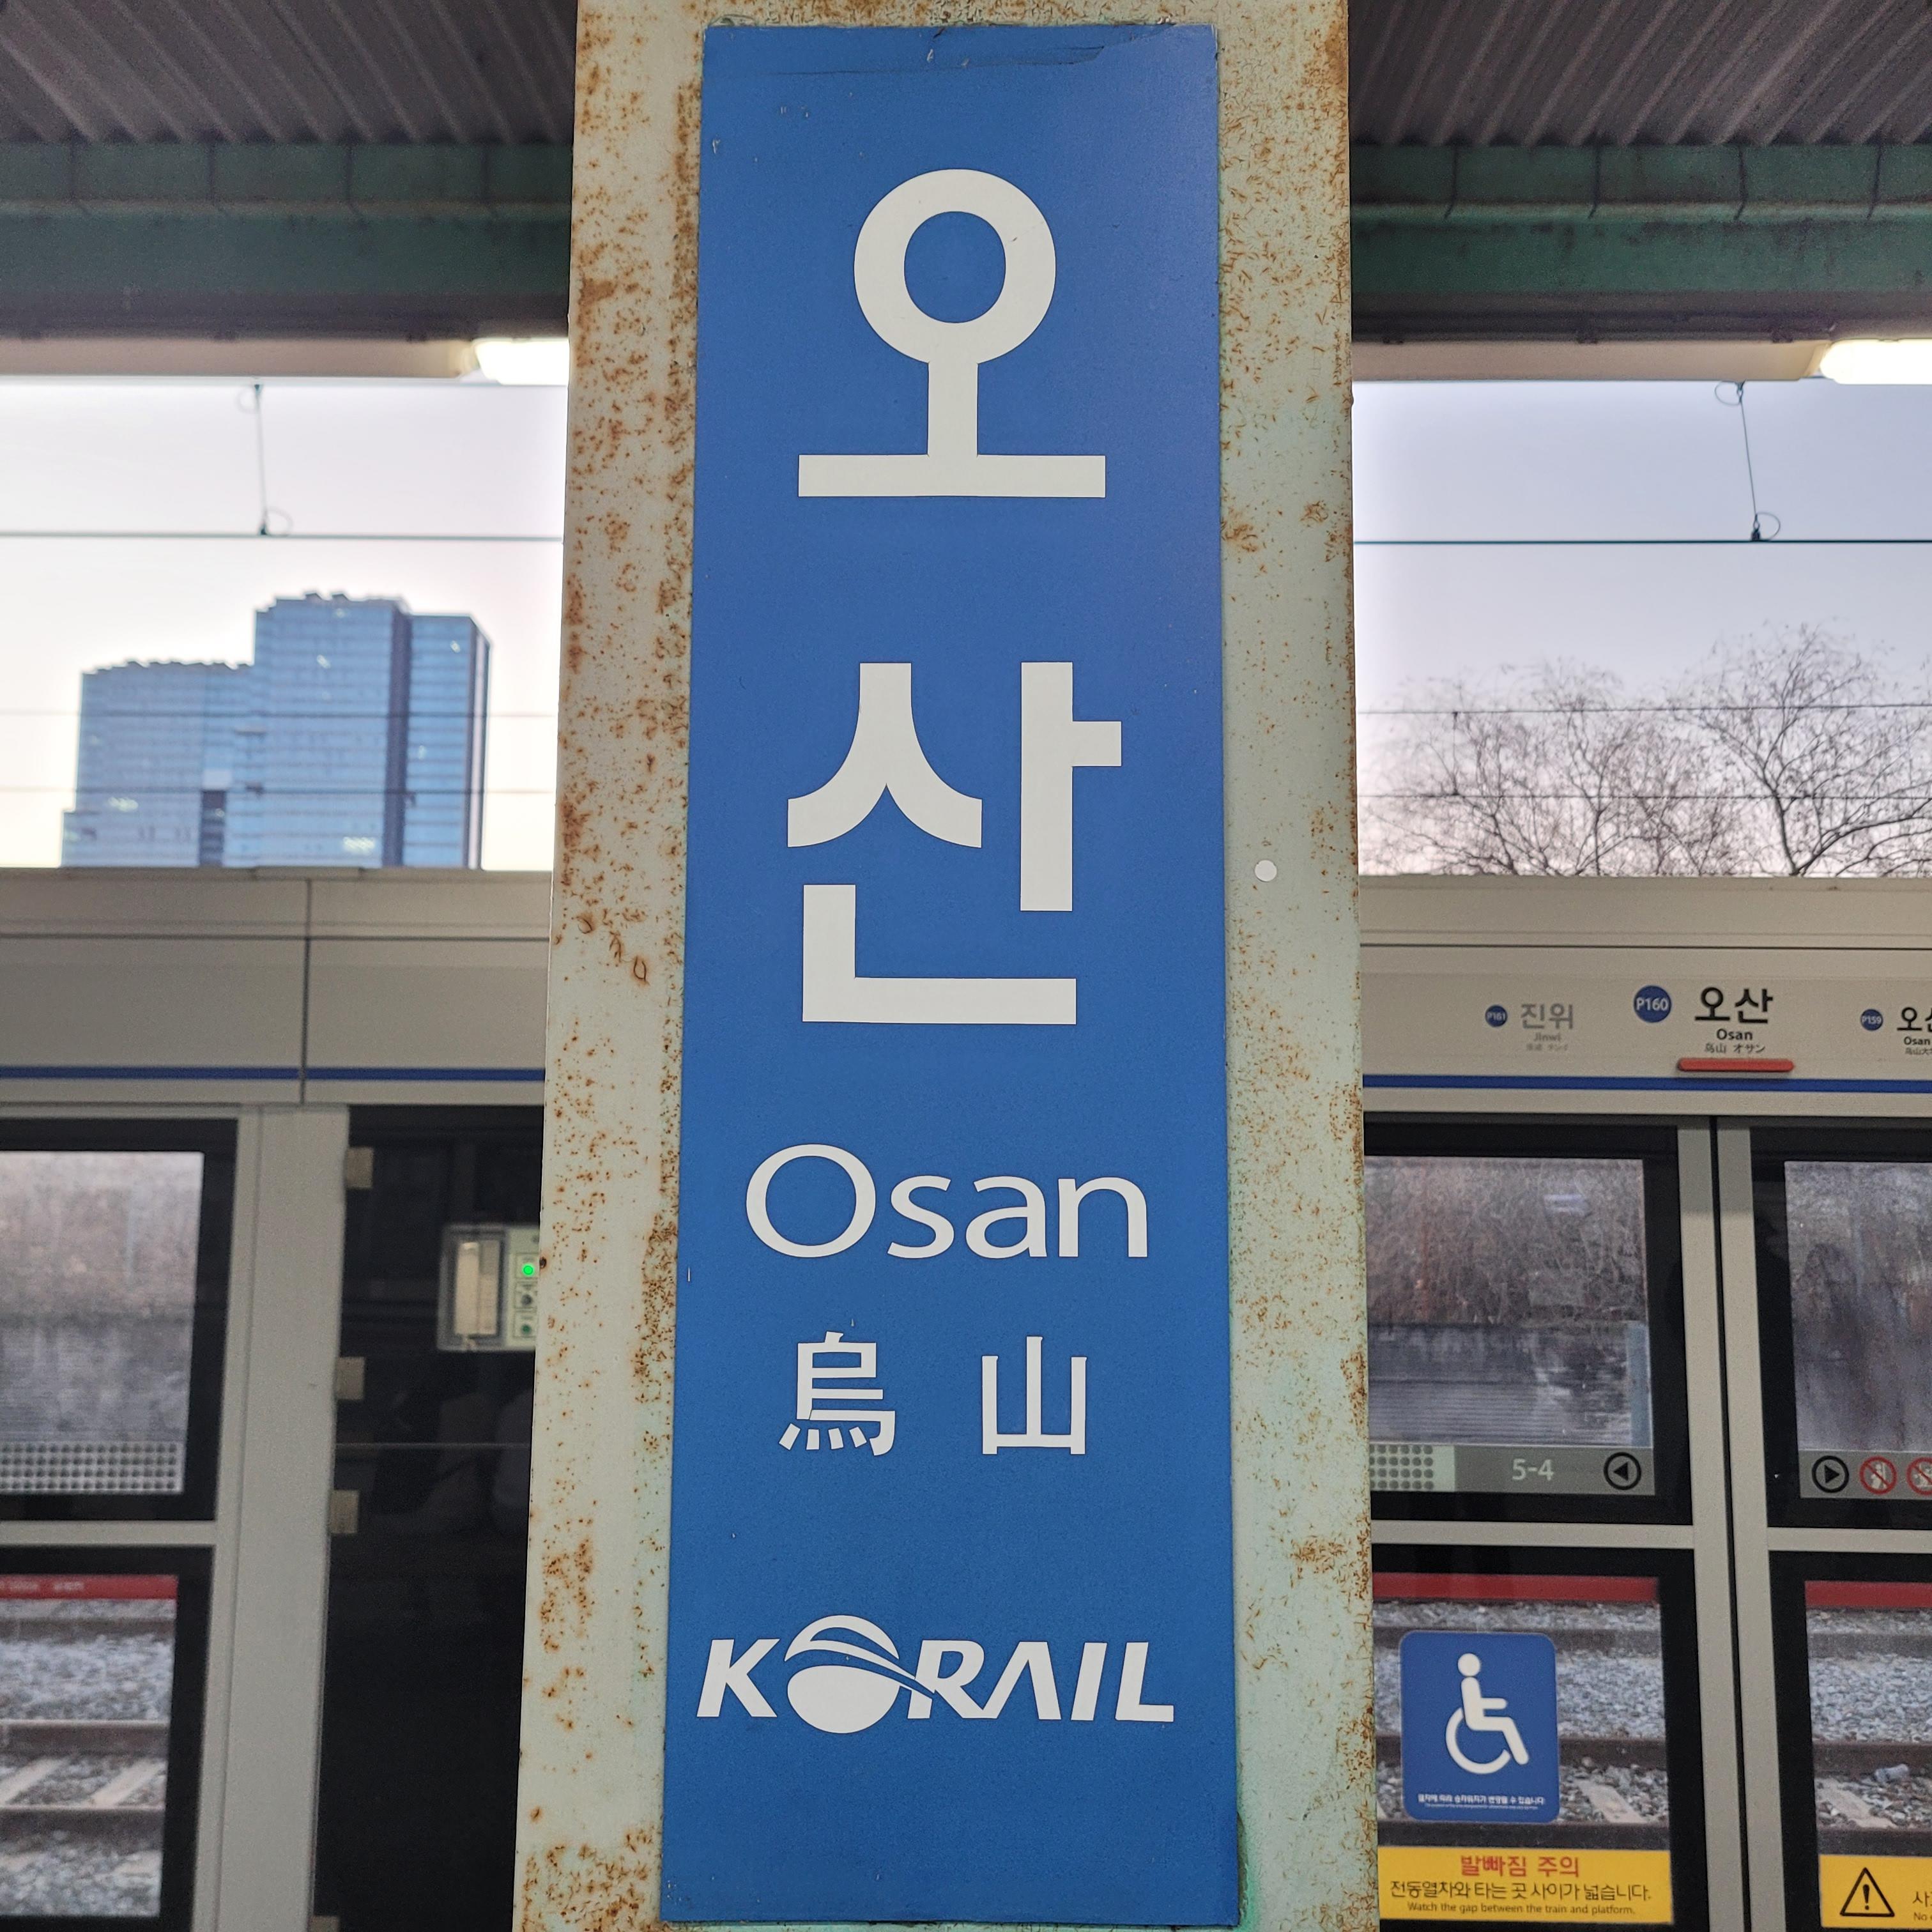 오
산
Osan
烏山
KORAIL
P161 진위
Jinwi
P160 오산
Osan
烏山 オサン
P159
Osan
5-4
발빠짐 주의
전동열차와 타는 곳 사이가 넓습니다.
Watch the gap between the train and platform.